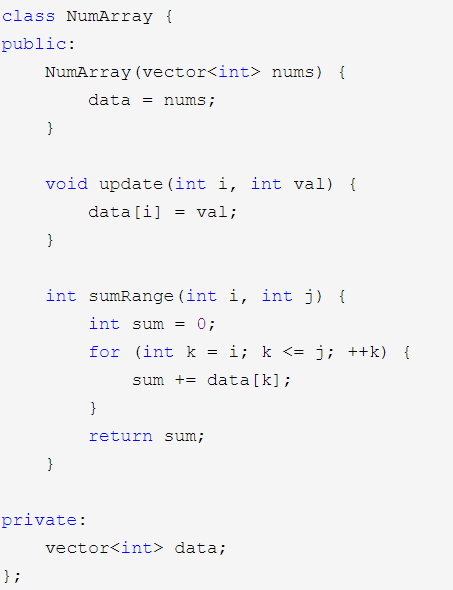 class NumArray {
public:
    NumArray(vector<int> nums) {
        data = nums;
    }

    void update(int i, int val) {
        data[i] = val;
    }

    int sumRange(int i, int j) {
        int sum = 0;
        for (int k = i; k <= j; ++k) {
            sum += data[k];
        }
        return sum;
    }

private:
    vector<int> data;
};